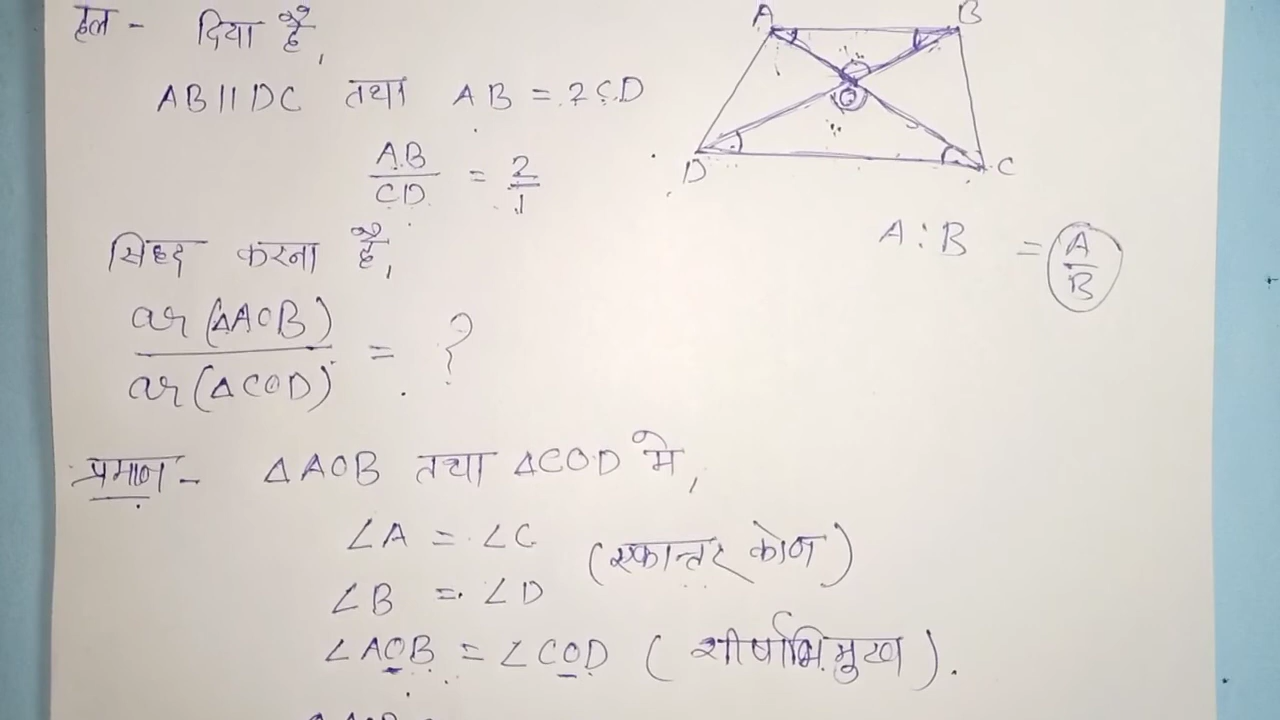 हल - दिया है,
AB || DC तथा AB = 2CD
AB/CD = 2/1
सिद्ध करना है,
ar(ΔAOB)/ar(ΔCOD) = ?
प्रमान - ΔAOB तथा ΔCOD मे,
∠A = ∠C (एकान्तर कोण)
∠B = ∠D
∠AOB = ∠COD (शीर्षाभिमुख).
A B
O
D C
A : B = A/B